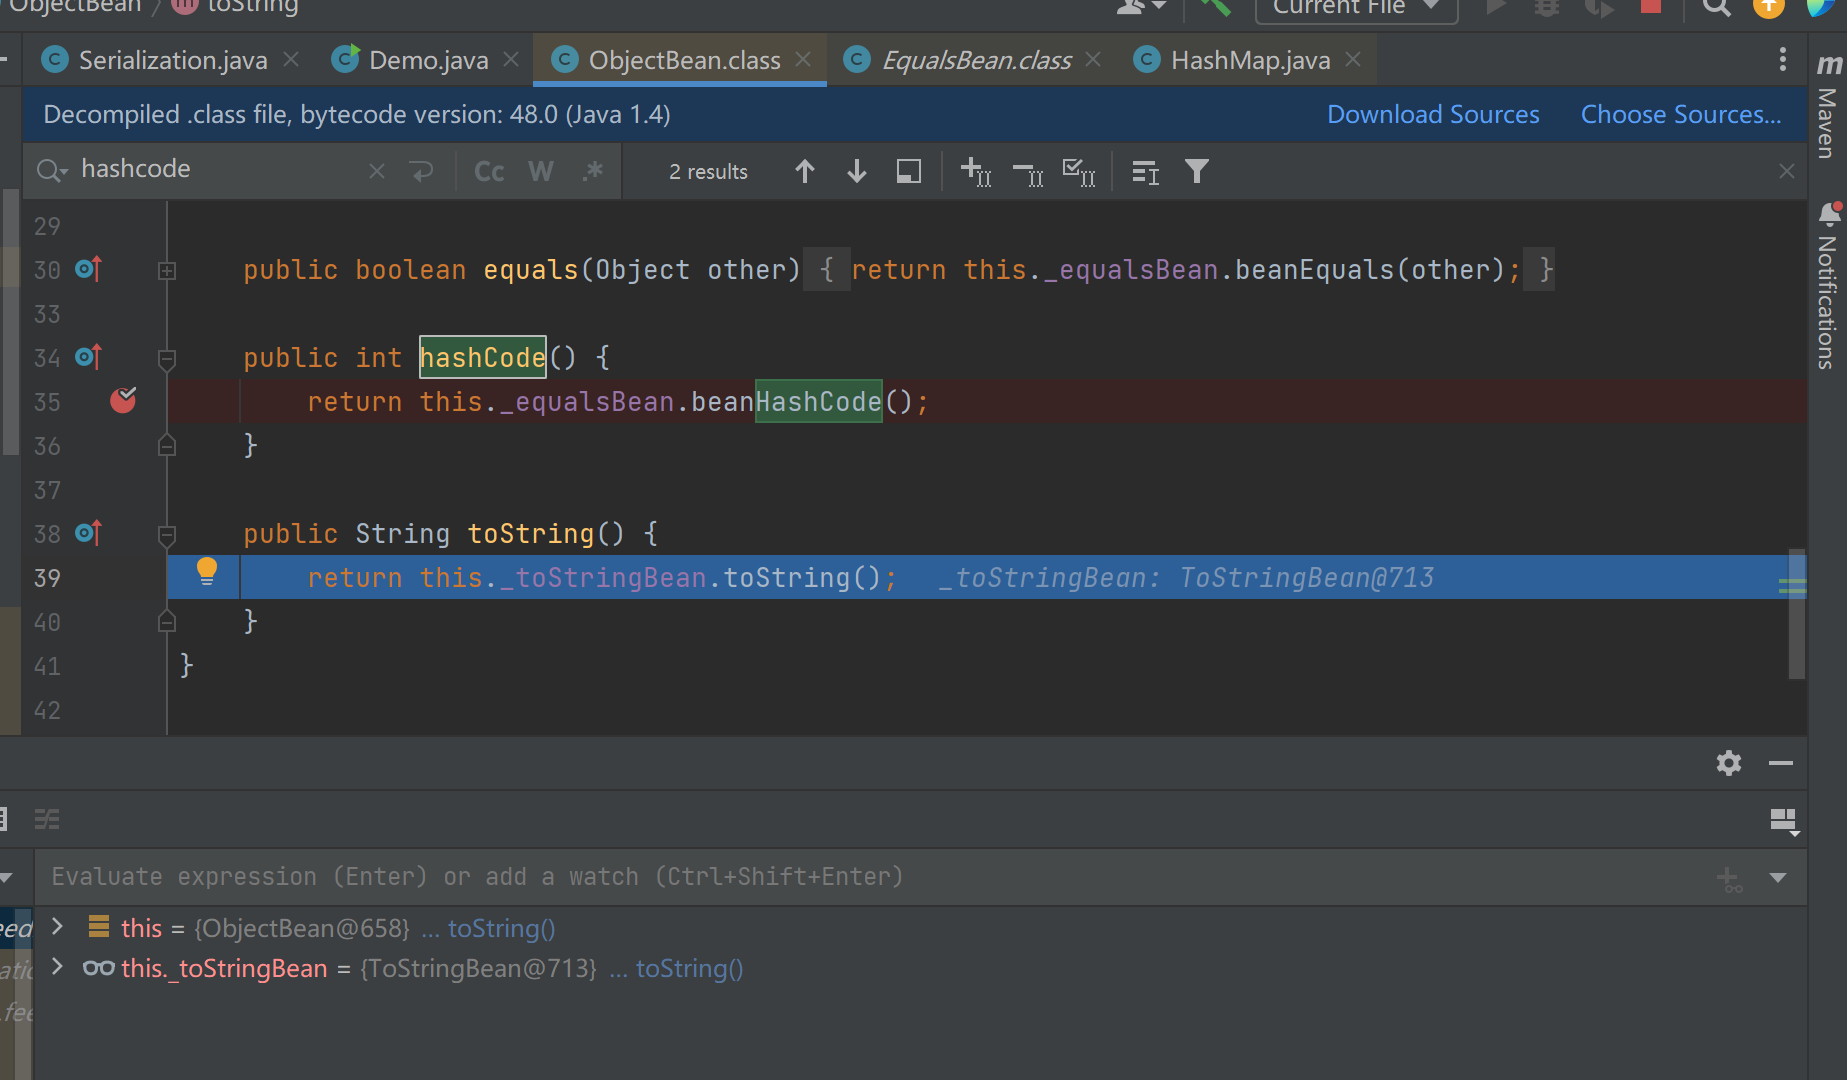 ObjectBean toString
Current File
Serialization.java Demo.java ObjectBean.class EqualsBean.class HashMap.java
Decompiled .class file, bytecode version: 48.0 (Java 1.4) Download Sources Choose Sources...
hashcode Cc W .* 2 results
29
30 public boolean equals(Object other) { return this._equalsBean.beanEquals(other); }
33
34 public int hashCode() {
35 return this._equalsBean.beanHashCode();
36 }
37
38 public String toString() {
39 return this._toStringBean.toString(); _toStringBean: ToStringBean@713
40 }
41 }
42
Evaluate expression (Enter) or add a watch (Ctrl+Shift+Enter)
this = {ObjectBean@658} ... toString()
this._toStringBean = {ToStringBean@713} ... toString()
m Maven
Notifications